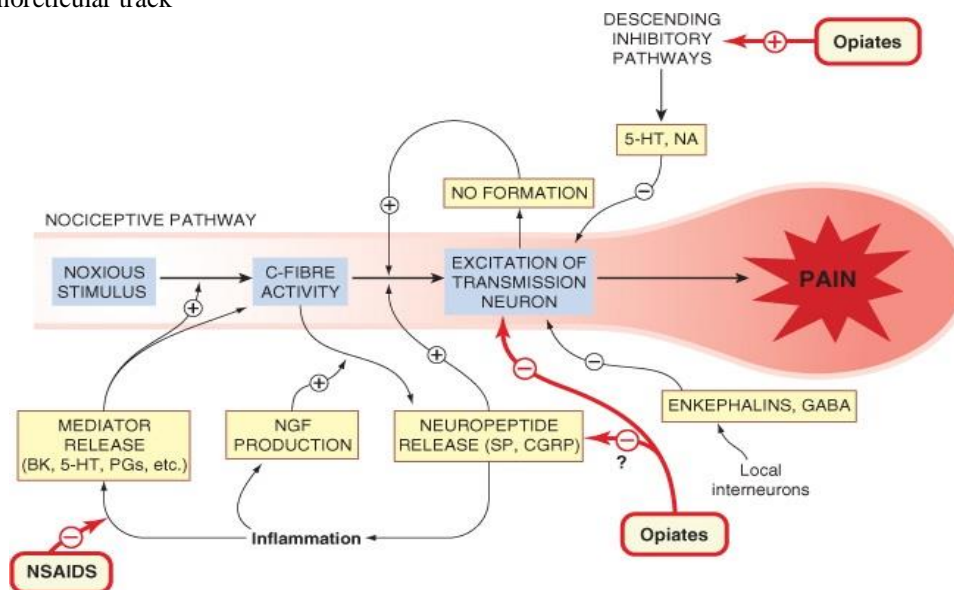 noreticular track
DESCENDING
INHIBITORY
PATHWAYS
+
Opiates
5-HT, NA
−
NO FORMATION
+
NOCICEPTIVE PATHWAY
NOXIOUS
STIMULUS
C-FIBRE
ACTIVITY
EXCITATION OF
TRANSMISSION
NEURON
PAIN
+
+
+
−
−
MEDIATOR
RELEASE
(BK, 5-HT, PGs, etc.)
NGF
PRODUCTION
NEUROPEPTIDE
RELEASE (SP, CGRP)
−
?
ENKEPHALINS, GABA
Local
interneurons
Inflammation
−
NSAIDS
Opiates